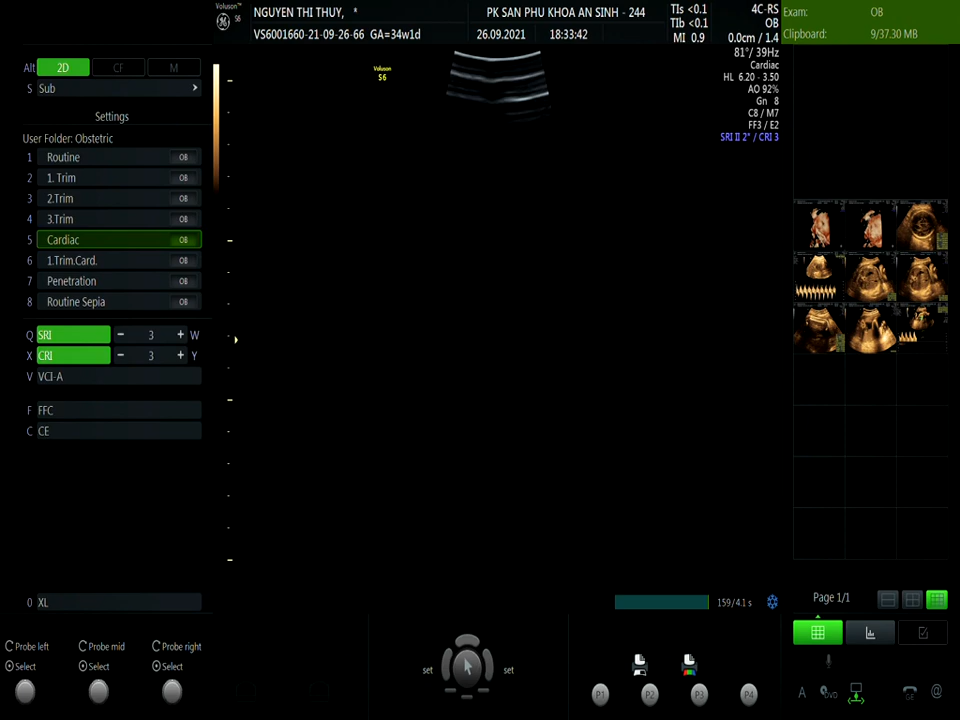 Voluson™
S6
NGUYEN THI THUY, *
PK SAN PHU KHOA AN SINH - 244
VS6001660-21-09-26-66 GA=34w1d
26.09.2021
18:33:42
TIs <0.1
TIb <0.1
MI 0.9
4C-RS
OB
0.0cm / 1.4
81°/ 39Hz
Cardiac
HL 6.20 - 3.50
AO 92%
Gn 8
C8 / M7
FF3 / E2
SRI II 2" / CRI 3
Exam: OB
Clipboard: 9/37.30 MB
Voluson
S6
Alt 2D CF M
S Sub >
Settings
User Folder: Obstetric
1 Routine OB
2 1. Trim OB
3 2.Trim OB
4 3.Trim OB
5 Cardiac OB
6 1.Trim.Card. OB
7 Penetration OB
8 Routine Sepia OB
Q SRI - 3 + W
X CRI - 3 + Y
V VCI-A
F FFC
C CE
0 XL
Probe left
Select
Probe mid
Select
Probe right
Select
set
set
159/4.1 s
P1
P2
P3
P4
Page 1/1
A
DVD
GE
@